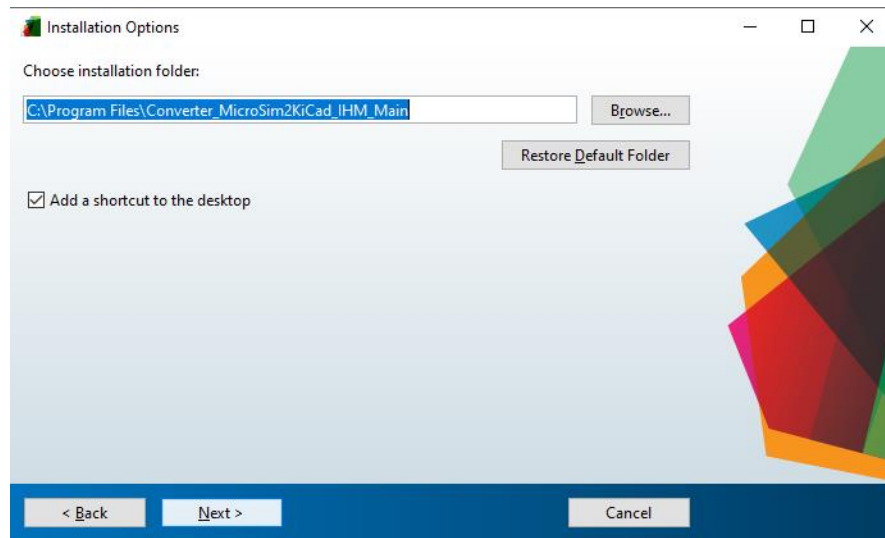 Installation Options
Choose installation folder:
C:\Program Files\Converter_MicroSim2KiCad_IHM_Main
Browse...
Restore Default Folder
Add a shortcut to the desktop
< Back
Next >
Cancel